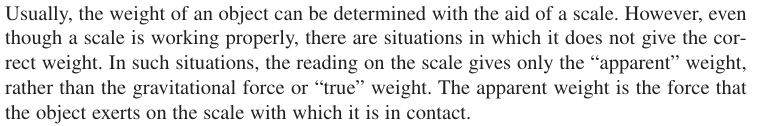 Usually, the weight of an object can be determined with the aid of a scale. However, even
though a scale is working properly, there are situations in which it does not give the cor-
rect weight. In such situations, the reading on the scale gives only the “apparent” weight,
rather than the gravitational force or “true” weight. The apparent weight is the force that
the object exerts on the scale with which it is in contact.